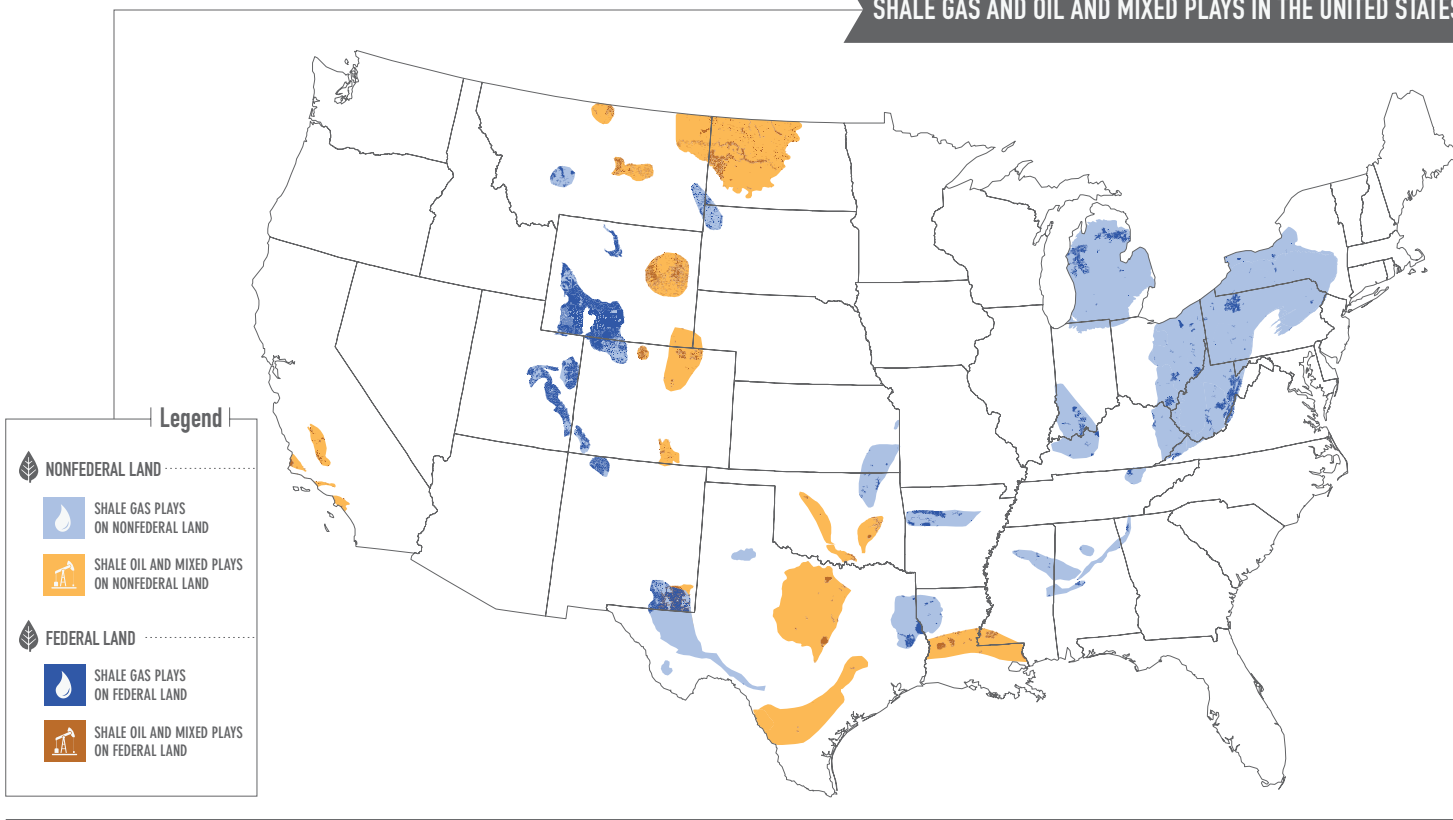 SHALE GAS AND OIL AND MIXED PLAYS IN THE UNITED STATES
Legend
NONFEDERAL LAND
SHALE GAS PLAYS
ON NONFEDERAL LAND
SHALE OIL AND MIXED PLAYS
ON NONFEDERAL LAND
FEDERAL LAND
SHALE GAS PLAYS
ON FEDERAL LAND
SHALE OIL AND MIXED PLAYS
ON FEDERAL LAND